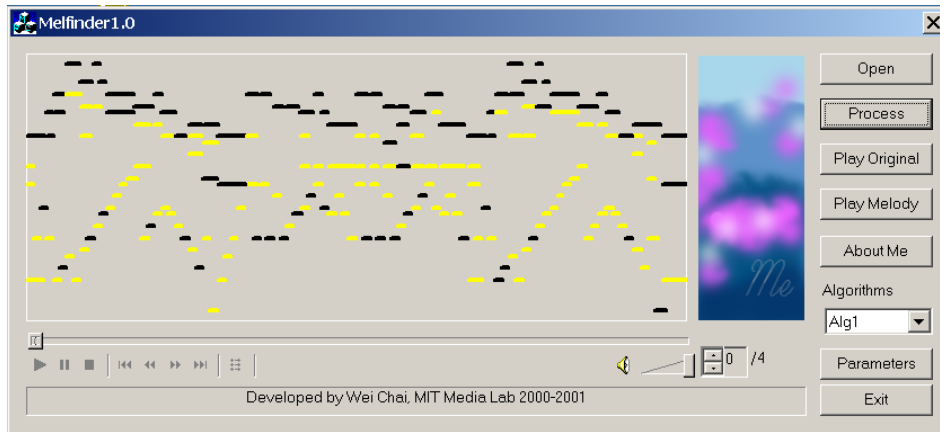 Melfinder1.0
Open
Process
Play Original
Play Melody
Me
About Me
Algorithms
Alg1
0 /4
Parameters
Developed by Wei Chai, MIT Media Lab 2000-2001
Exit